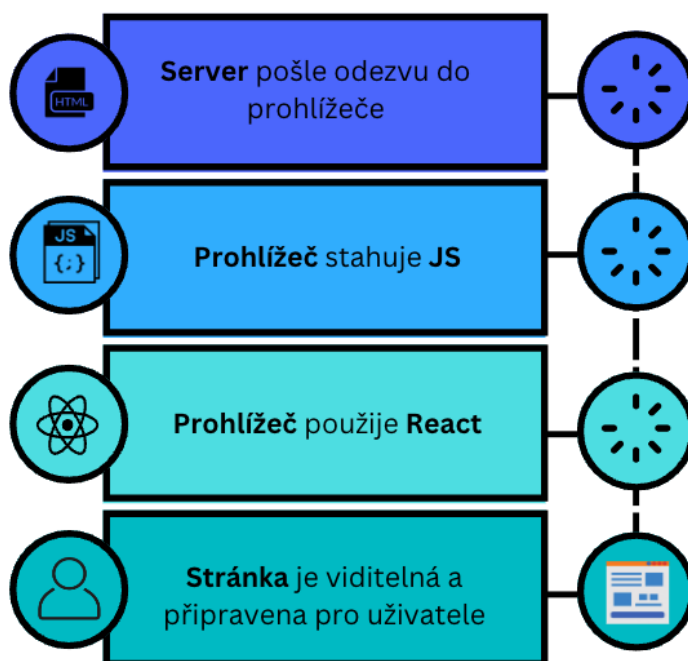 HTML
Server pošle odezvu do
prohlížeče
JS
{;}
Prohlížeč stahuje JS
Prohlížeč použije React
Stránka je viditelná a
připravena pro uživatele